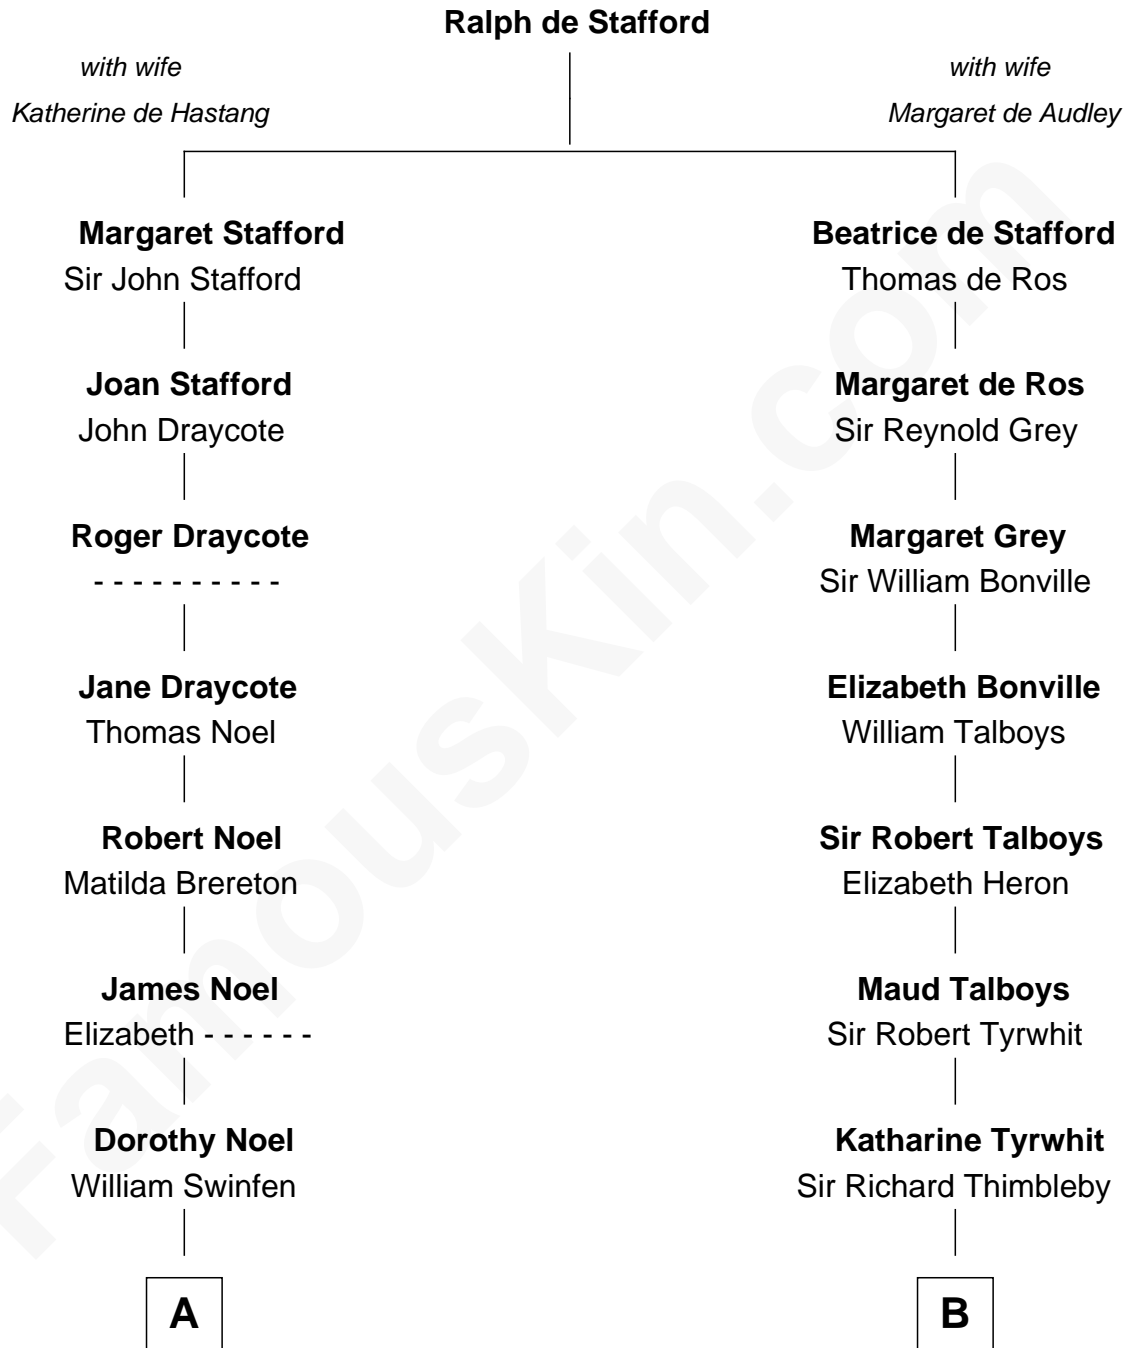 Ralph de Stafford
with wife
Katherine de Hastang
with wife
Margaret de Audley
Margaret Stafford
Sir John Stafford
Beatrice de Stafford
Thomas de Ros
Joan Stafford
John Draycote
Margaret de Ros
Sir Reynold Grey
Roger Draycote
- - - - - - - - - -
Margaret Grey
Sir William Bonville
Jane Draycote
Thomas Noel
Elizabeth Bonville
William Talboys
Robert Noel
Matilda Brereton
Sir Robert Talboys
Elizabeth Heron
James Noel
Elizabeth - - - - - -
Maud Talboys
Sir Robert Tyrwhit
Dorothy Noel
William Swinfen
Katharine Tyrwhit
Sir Richard Thimbleby
A
B
FamousKin.com